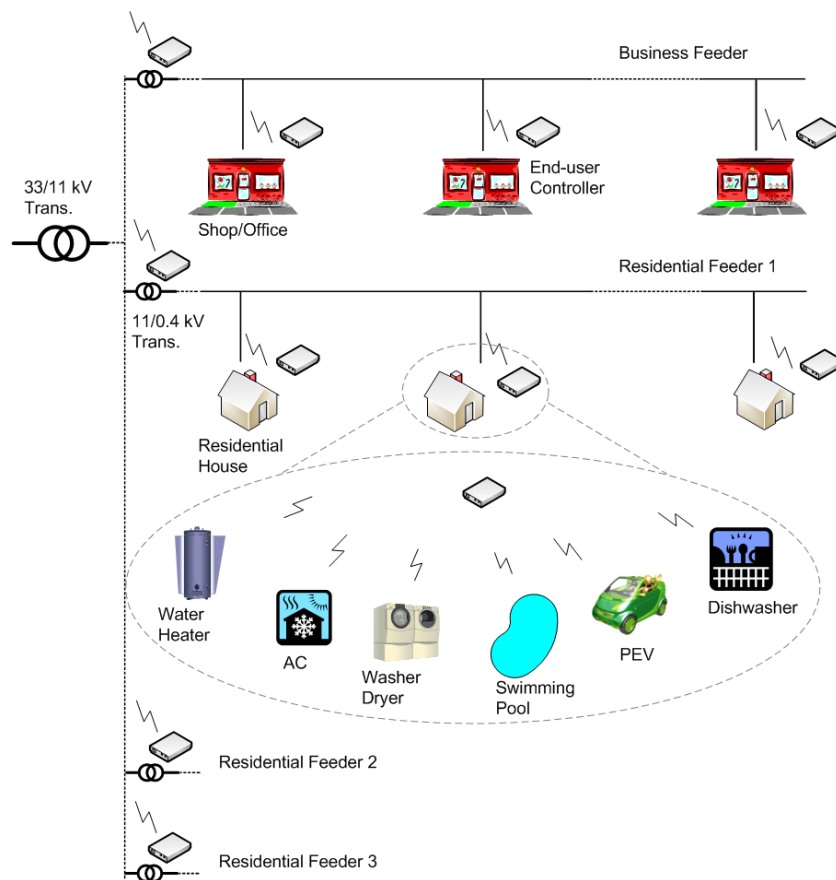 Business Feeder
End-user
Controller
33/11 kV
Trans.
Shop/Office
Residential Feeder 1
11/0.4 kV
Trans.
Residential
House
Water
Heater
AC
Washer
Dryer
Swimming
Pool
PEV
Dishwasher
Residential Feeder 2
Residential Feeder 3